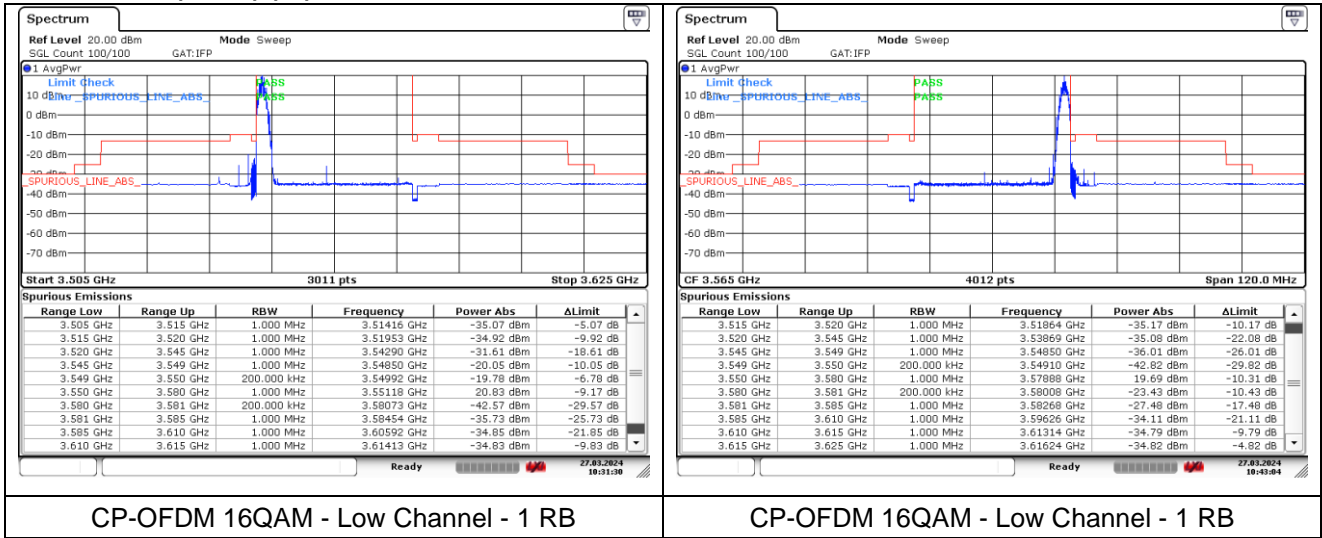 Spectrum
Ref Level 20.00 dBm Mode Sweep
SGL Count 100/100 GAT:IFP
1 AvgPwr
Limit Check PASS
Line _SPURIOUS_LINE_ABS_ PASS
10 dBm
0 dBm
-10 dBm
-20 dBm
_SPURIOUS_LINE_ABS_
-40 dBm
-50 dBm
-60 dBm
-70 dBm
Start 3.505 GHz 3011 pts Stop 3.625 GHz
Spurious Emissions
Range Low Range Up RBW Frequency Power Abs ΔLimit
3.505 GHz 3.515 GHz 1.000 MHz 3.51416 GHz -35.07 dBm -5.07 dB
3.515 GHz 3.520 GHz 1.000 MHz 3.51953 GHz -34.92 dBm -9.92 dB
3.520 GHz 3.545 GHz 1.000 MHz 3.54290 GHz -31.61 dBm -18.61 dB
3.545 GHz 3.549 GHz 1.000 MHz 3.54850 GHz -20.05 dBm -10.05 dB
3.549 GHz 3.550 GHz 200.000 kHz 3.54992 GHz -19.78 dBm -6.78 dB
3.550 GHz 3.580 GHz 1.000 MHz 3.55118 GHz 20.83 dBm -9.17 dB
3.580 GHz 3.581 GHz 200.000 kHz 3.58073 GHz -42.57 dBm -29.57 dB
3.581 GHz 3.585 GHz 1.000 MHz 3.58454 GHz -35.73 dBm -25.73 dB
3.585 GHz 3.610 GHz 1.000 MHz 3.60592 GHz -34.85 dBm -21.85 dB
3.610 GHz 3.615 GHz 1.000 MHz 3.61413 GHz -34.83 dBm -9.83 dB
Ready 27.03.2024
10:31:30
CP-OFDM 16QAM - Low Channel - 1 RB
Spectrum
Ref Level 20.00 dBm Mode Sweep
SGL Count 100/100 GAT:IFP
1 AvgPwr
Limit Check PASS
Line _SPURIOUS_LINE_ABS_ PASS
10 dBm
0 dBm
-10 dBm
-20 dBm
_SPURIOUS_LINE_ABS_
-40 dBm
-50 dBm
-60 dBm
-70 dBm
CF 3.565 GHz 4012 pts Span 120.0 MHz
Spurious Emissions
Range Low Range Up RBW Frequency Power Abs ΔLimit
3.515 GHz 3.520 GHz 1.000 MHz 3.51864 GHz -35.17 dBm -10.17 dB
3.520 GHz 3.545 GHz 1.000 MHz 3.53869 GHz -35.08 dBm -22.08 dB
3.545 GHz 3.549 GHz 1.000 MHz 3.54850 GHz -36.01 dBm -26.01 dB
3.549 GHz 3.550 GHz 200.000 kHz 3.54910 GHz -42.82 dBm -29.82 dB
3.550 GHz 3.580 GHz 1.000 MHz 3.57888 GHz 19.69 dBm -10.31 dB
3.580 GHz 3.581 GHz 200.000 kHz 3.58008 GHz -23.43 dBm -10.43 dB
3.581 GHz 3.585 GHz 1.000 MHz 3.58268 GHz -27.48 dBm -17.48 dB
3.585 GHz 3.610 GHz 1.000 MHz 3.59626 GHz -34.11 dBm -21.11 dB
3.610 GHz 3.615 GHz 1.000 MHz 3.61314 GHz -34.79 dBm -9.79 dB
3.615 GHz 3.625 GHz 1.000 MHz 3.61624 GHz -34.82 dBm -4.82 dB
Ready 27.03.2024
10:43:04
CP-OFDM 16QAM - Low Channel - 1 RB